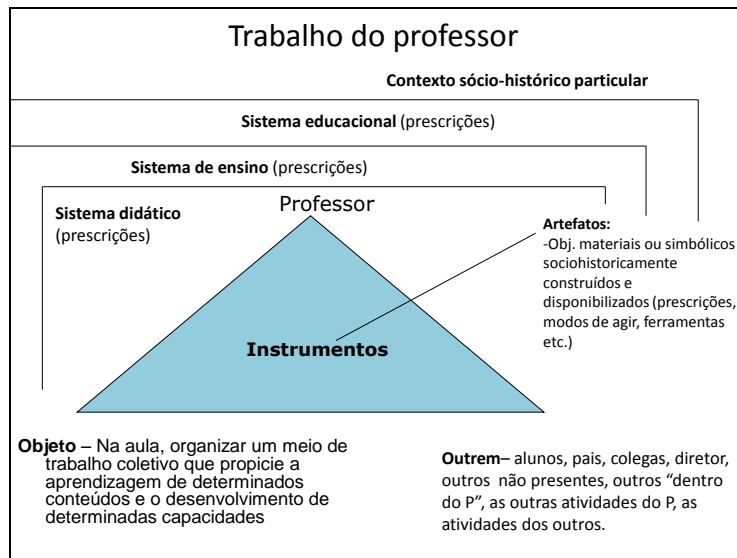 Trabalho do professor
Contexto sócio-histórico particular
Sistema educacional (prescrições)
Sistema de ensino (prescrições)
Sistema didático
(prescrições)
Professor
Artefatos:
-Obj. materiais ou simbólicos
sociohistoricamente
construídos e
disponibilizados (prescrições,
modos de agir, ferramentas
etc.)
Instrumentos
Objeto – Na aula, organizar um meio de
trabalho coletivo que propicie a
aprendizagem de determinados
conteúdos e o desenvolvimento de
determinadas capacidades
Outrem– alunos, pais, colegas, diretor,
outros não presentes, outros “dentro
do P”, as outras atividades do P, as
atividades dos outros.